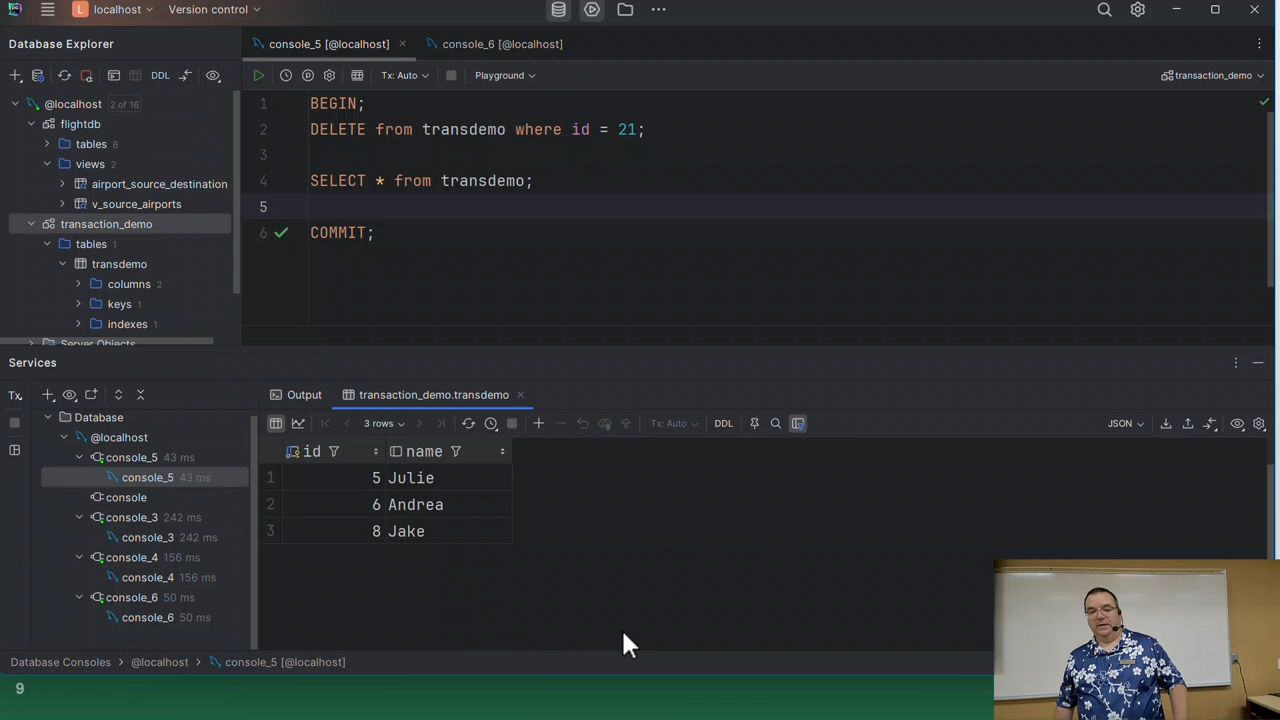 L localhost Version control
Database Explorer
console_5 [@localhost]
console_6 [@localhost]
DDL
Tx: Auto
Playground
transaction_demo
@localhost 2 of 16
flightdb
tables 6
views 2
airport_source_destination
v_source_airports
transaction_demo
tables 1
transdemo
columns 2
keys 1
indexes 1
Server Objects
1 BEGIN;
2 DELETE from transdemo where id = 21;
3
4 SELECT * from transdemo;
5
6 COMMIT;
Services
Tx
Database
@localhost
console_5 43 ms
console_5 43 ms
console
console_3 242 ms
console_3 242 ms
console_4 156 ms
console_4 156 ms
console_6 50 ms
console_6 50 ms
Output
transaction_demo.transdemo
3 rows
Tx: Auto
DDL
JSON
id name
1 5 Julie
2 6 Andrea
3 8 Jake
Database Consoles > @localhost > console_5 [@localhost]
9